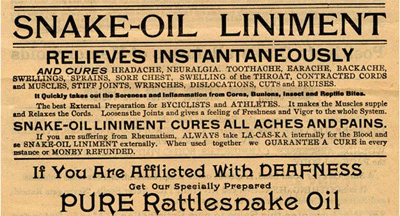 SNAKE-OIL LINIMENT
RELIEVES INSTANTANEOUSLY
AND CURES HEADACHE, NEURALGIA, TOOTHACHE, EARACHE, BACKACHE,
SWELLINGS, SPRAINS, SORE CHEST, SWELLING of the THROAT, CONTRACTED CORDS
and MUSCLES, STIFF JOINTS, WRENCHES, DISLOCATIONS, CUTS and BRUISES.
It Quickly takes out the Soreness and Inflammation from Corns, Bunions, Insect and Reptile Bites.
The best External Preparation for BYCICLISTS and ATHLETES. It makes the Muscles supple
and Relaxes the Cords. Loosens the Joints and gives a feeling of Freshness and Vigor to the whole System.
SNAKE-OIL LINIMENT CURES ALL ACHES AND PAINS.
If you are suffering from Rheumatism, ALWAYS take LA-CAS-KA internally for the Blood and
use SNAKE-OIL LINIMENT externally. When used together we GUARANTEE A CURE in every
instance or MONEY REFUNDED.
If You Are Afflicted With DEAFNESS
Get Our Specially Prepared
PURE Rattlesnake Oil